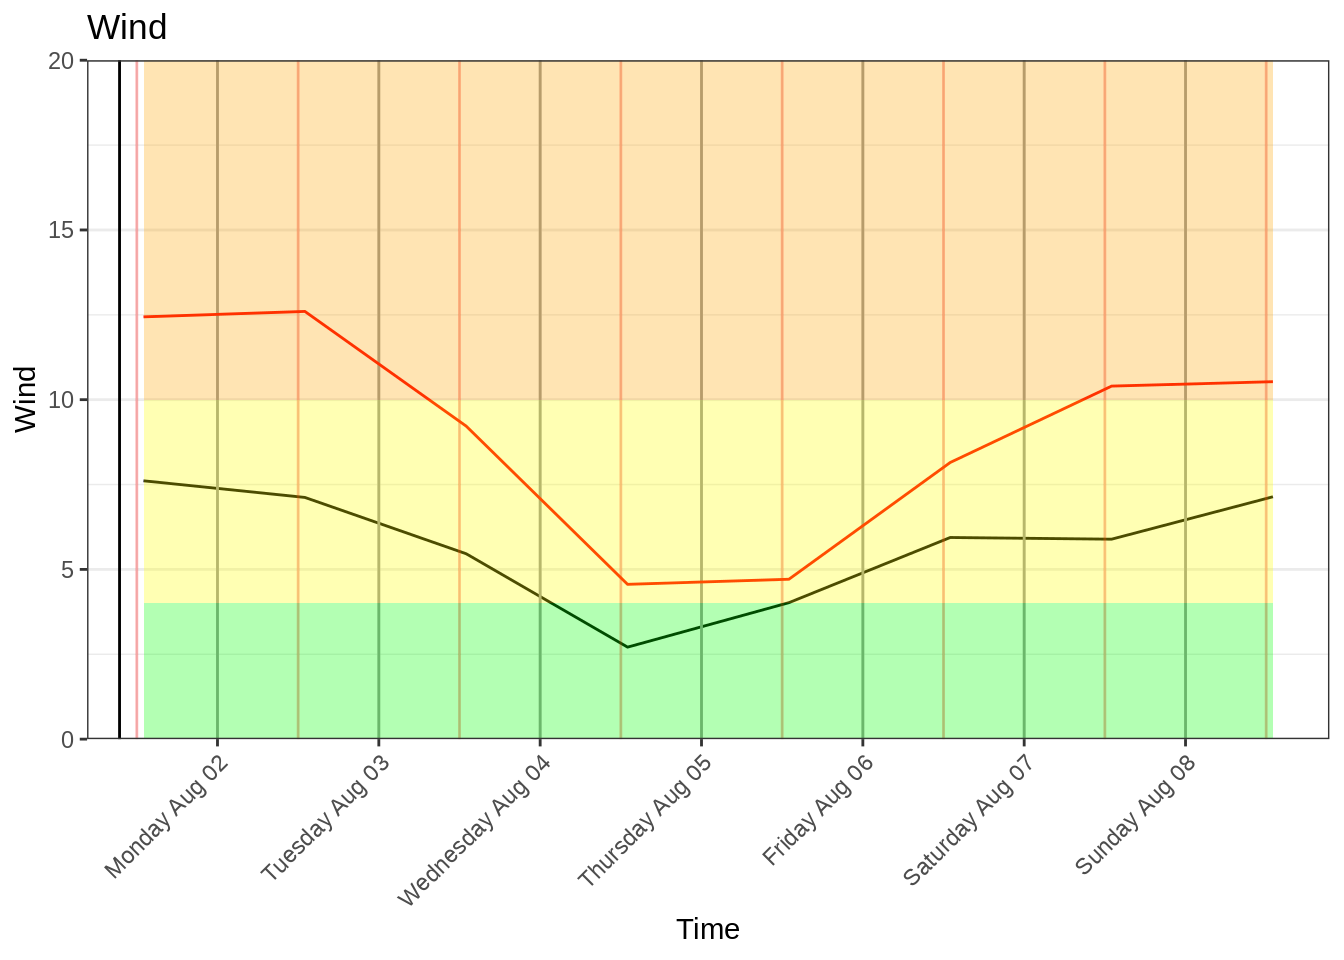 Wind
20
15
10
5
0
Wind
Monday Aug 02
Tuesday Aug 03
Wednesday Aug 04
Thursday Aug 05
Friday Aug 06
Saturday Aug 07
Sunday Aug 08
Time